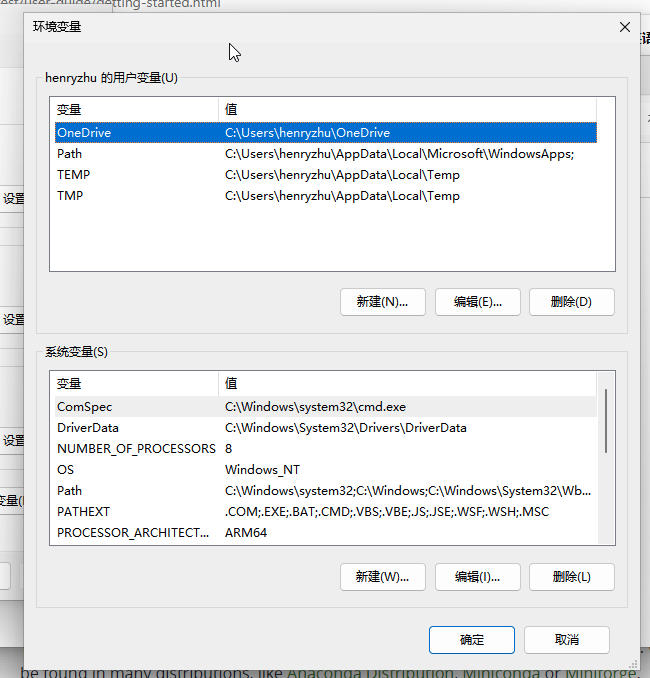 est/user-guide/getting-started.html
环境变量
henryzhu 的用户变量(U)
变量 值
OneDrive C:\Users\henryzhu\OneDrive
Path C:\Users\henryzhu\AppData\Local\Microsoft\WindowsApps;
TEMP C:\Users\henryzhu\AppData\Local\Temp
TMP C:\Users\henryzhu\AppData\Local\Temp
设置
新建(N)... 编辑(E)... 删除(D)
设置
系统变量(S)
变量 值
ComSpec C:\Windows\system32\cmd.exe
DriverData C:\Windows\System32\Drivers\DriverData
设置
NUMBER_OF_PROCESSORS 8
OS Windows_NT
Path C:\Windows\system32;C:\Windows;C:\Windows\System32\Wb...
变量(
PATHEXT .COM;.EXE;.BAT;.CMD;.VBS;.VBE;.JS;.JSE;.WSF;.WSH;.MSC
PROCESSOR_ARCHITECT... ARM64
新建(W)... 编辑(I)... 删除(L)
确定 取消
be found in many distributions, like Anaconda Distribution, Miniconda or Miniforge.